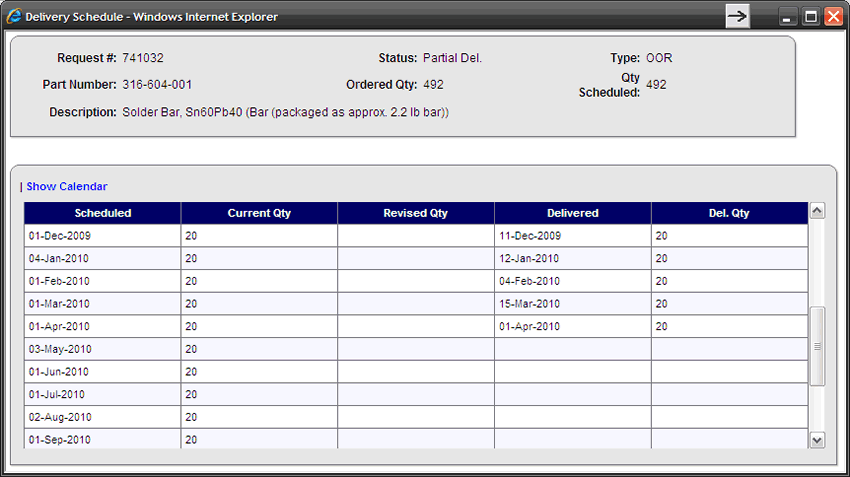 Delivery Schedule - Windows Internet Explorer
Request #: 741032 Status: Partial Del. Type: OOR
Part Number: 316-604-001 Ordered Qty: 492 Qty Scheduled: 492
Description: Solder Bar, Sn60Pb40 (Bar (packaged as approx. 2.2 lb bar))
| Show Calendar
Scheduled Current Qty Revised Qty Delivered Del. Qty
01-Dec-2009 20 11-Dec-2009 20
04-Jan-2010 20 12-Jan-2010 20
01-Feb-2010 20 04-Feb-2010 20
01-Mar-2010 20 15-Mar-2010 20
01-Apr-2010 20 01-Apr-2010 20
03-May-2010 20
01-Jun-2010 20
01-Jul-2010 20
02-Aug-2010 20
01-Sep-2010 20